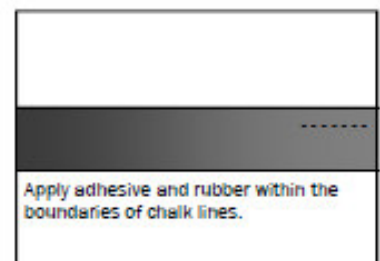 Apply adhesive and rubber within the
boundaries of chalk lines.